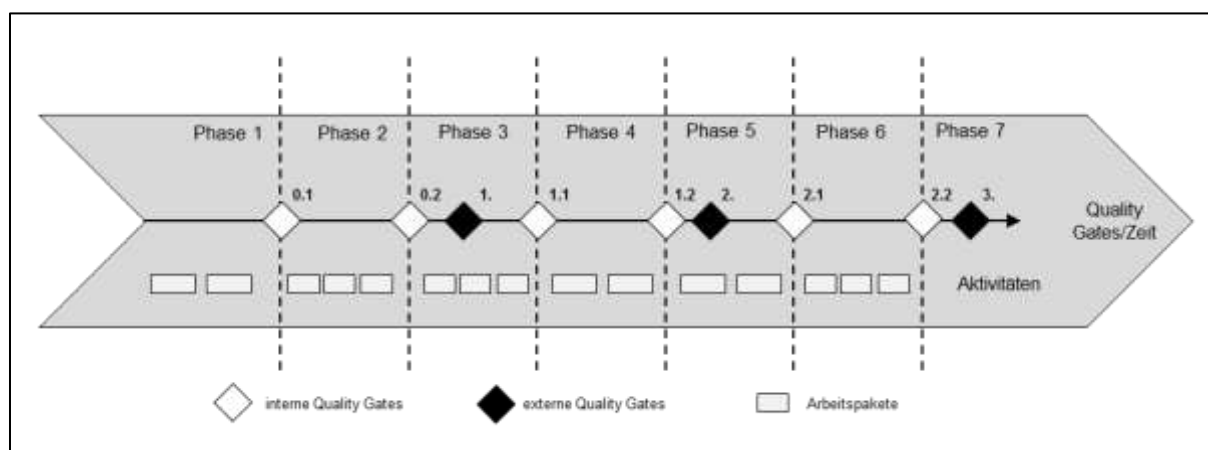 Phase 1
Phase 2
Phase 3
Phase 4
Phase 5
Phase 6
Phase 7
0.1
0.2
1.
1.1
1.2
2.
2.1
2.2
3.
Quality
Gates/Zeit
Aktivitäten
interne Quality Gates
externe Quality Gates
Arbeitspakete